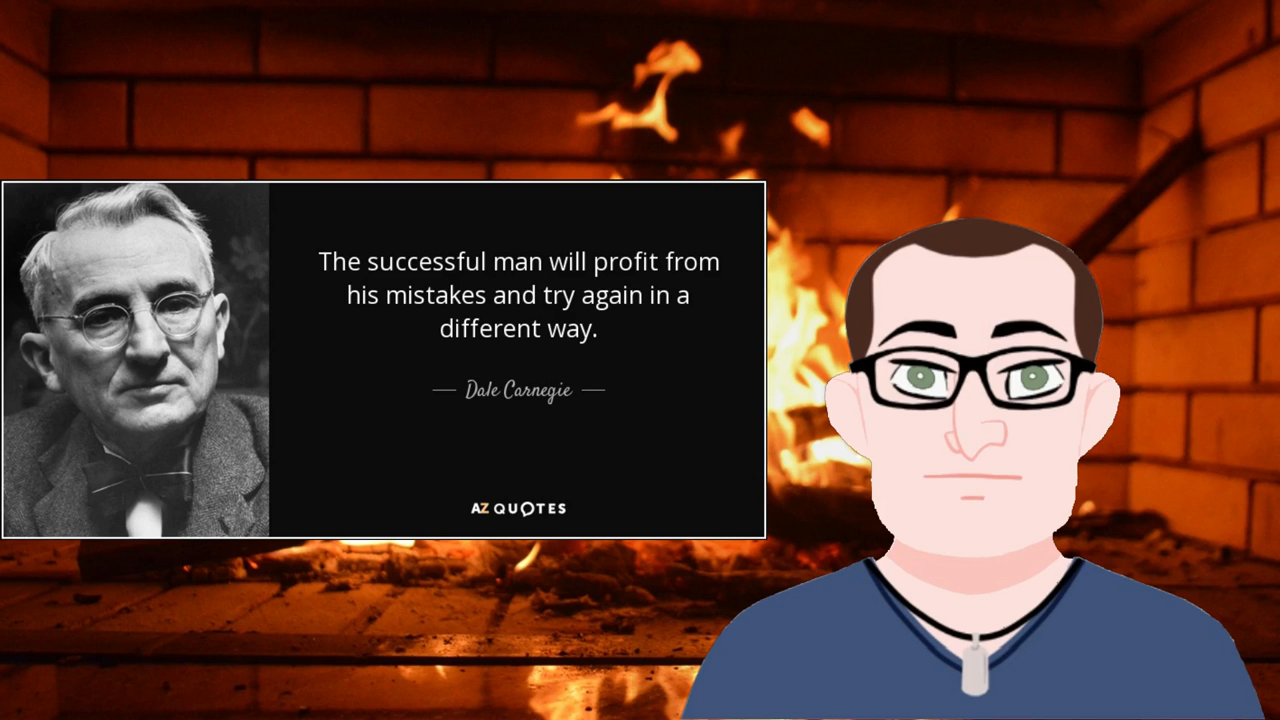 The successful man will profit from
his mistakes and try again in a
different way.
Dale Carnegie
AZ QUOTES